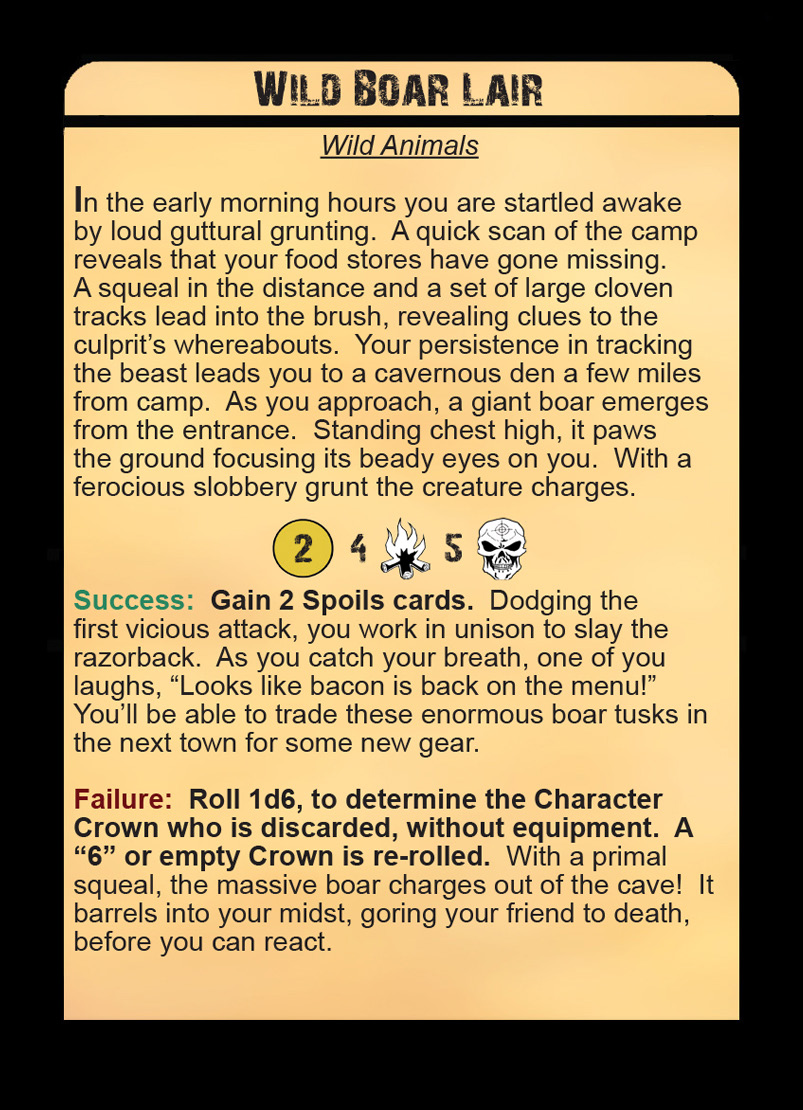 Wild Boar Lair
Wild Animals
In the early morning hours you are startled awake
by loud guttural grunting.  A quick scan of the camp
reveals that your food stores have gone missing.
A squeal in the distance and a set of large cloven
tracks lead into the brush, revealing clues to the
culprit’s whereabouts.  Your persistence in tracking
the beast leads you to a cavernous den a few miles
from camp.  As you approach, a giant boar emerges
from the entrance.  Standing chest high, it paws
the ground focusing its beady eyes on you.  With a
ferocious slobbery grunt the creature charges.
2 4 5
Success:  Gain 2 Spoils cards.  Dodging the
first vicious attack, you work in unison to slay the
razorback.  As you catch your breath, one of you
laughs, “Looks like bacon is back on the menu!”
You’ll be able to trade these enormous boar tusks in
the next town for some new gear.
Failure:  Roll 1d6, to determine the Character
Crown who is discarded, without equipment.  A
“6” or empty Crown is re-rolled.  With a primal
squeal, the massive boar charges out of the cave!  It
barrels into your midst, goring your friend to death,
before you can react.